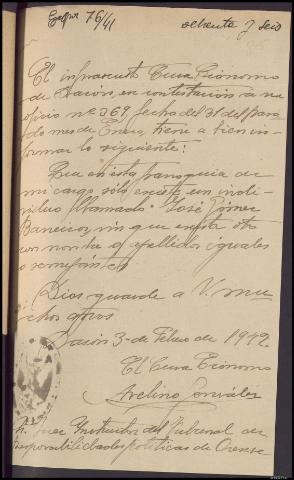 Expte 76/41
ochenta y seis
El infrascrito Cura Ecónomo
de Dacón, en contestación a su
oficio nº 269 fecha del 31 del pasa-
do mes de Enero, tiene a bien in-
formar lo siguiente:
Que en esta parroquia de
mi cargo sólo existe un indi-
viduo llamado José Gómez
sin que exista otro
con nombre y apellidos iguales
o semejantes
Dios guarde a V. mu-
chos años
Dacón 3 de Febrero de 1942.
El Cura Ecónomo
Avelino González
Sr. Juez Instructor del Tribunal de
Responsabilidades políticas de Orense